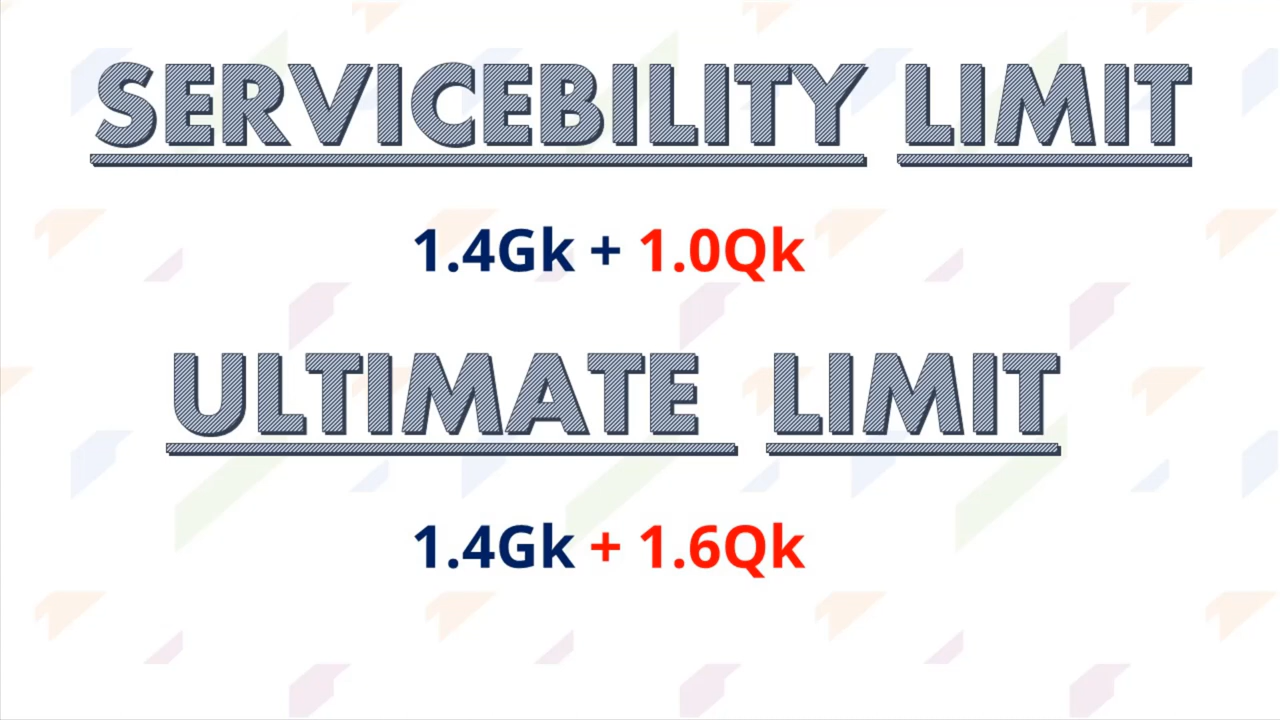 SERVICEBILITY LIMIT
1.4Gk + 1.0Qk
ULTIMATE LIMIT
1.4Gk + 1.6Qk